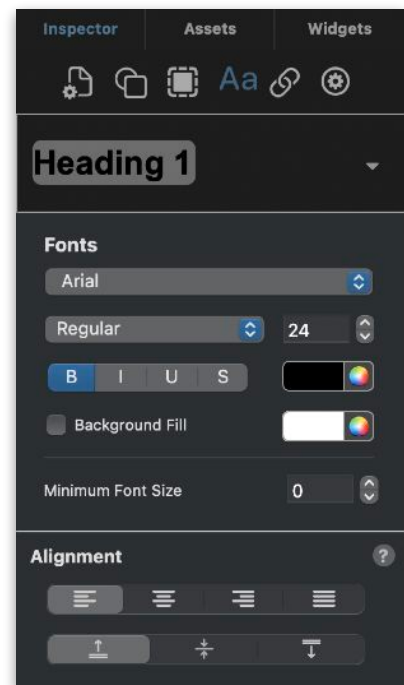 Inspector Assets Widgets
Aa
Heading 1
Fonts
Arial
Regular 24
B I U S
Background Fill
Minimum Font Size 0
Alignment ?